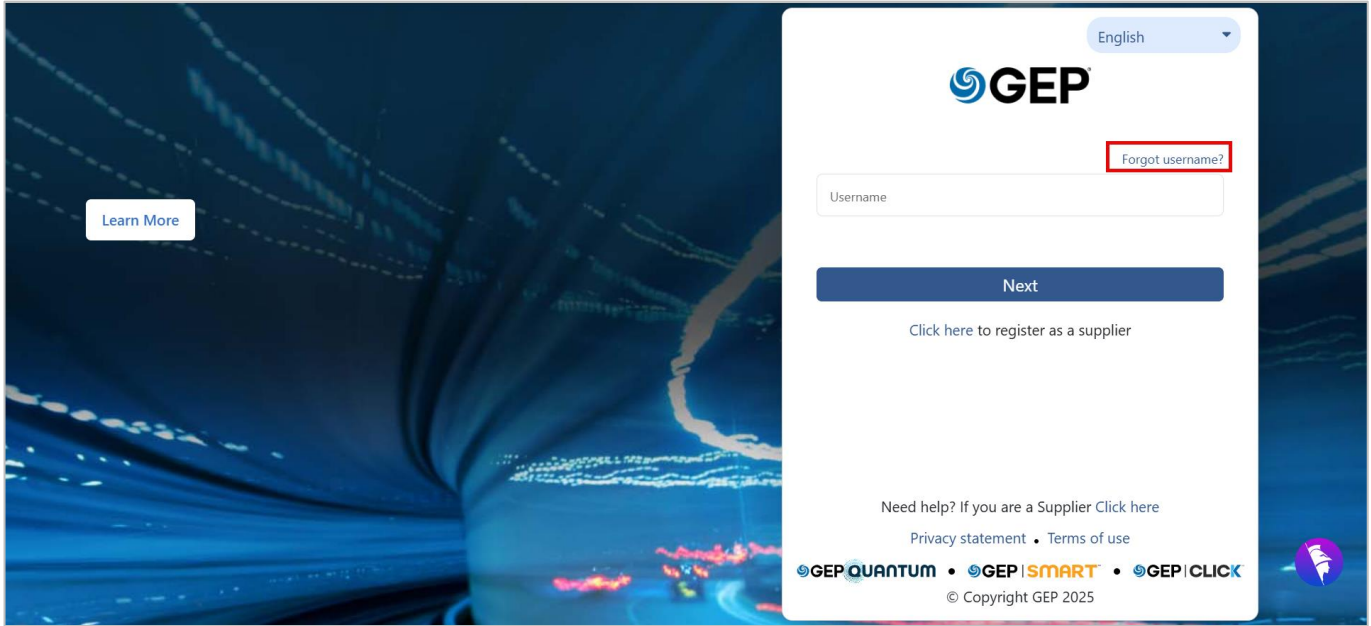 English
GEP
Forgot username?
Username
Learn More
Next
Click here to register as a supplier
Need help? If you are a Supplier Click here
Privacy statement • Terms of use
GEP QUANTUM • GEP | SMART • GEP | CLICK
© Copyright GEP 2025